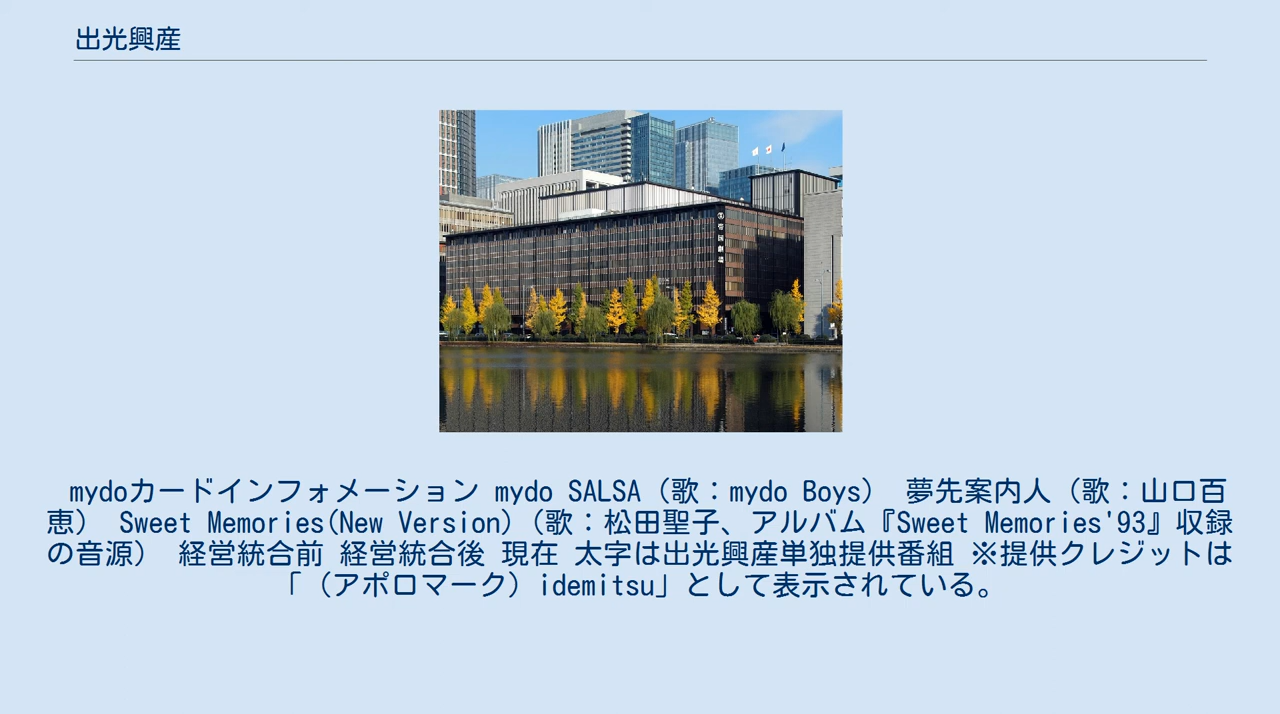 出光興産
帝国劇場
mydoカードインフォメーション mydo SALSA（歌：mydo Boys） 夢先案内人（歌：山口百
恵） Sweet Memories(New Version)（歌：松田聖子、アルバム『Sweet Memories'93』収録
の音源） 経営統合前 経営統合後 現在 太字は出光興産単独提供番組 ※提供クレジットは
「（アポロマーク）idemitsu」として表示されている。